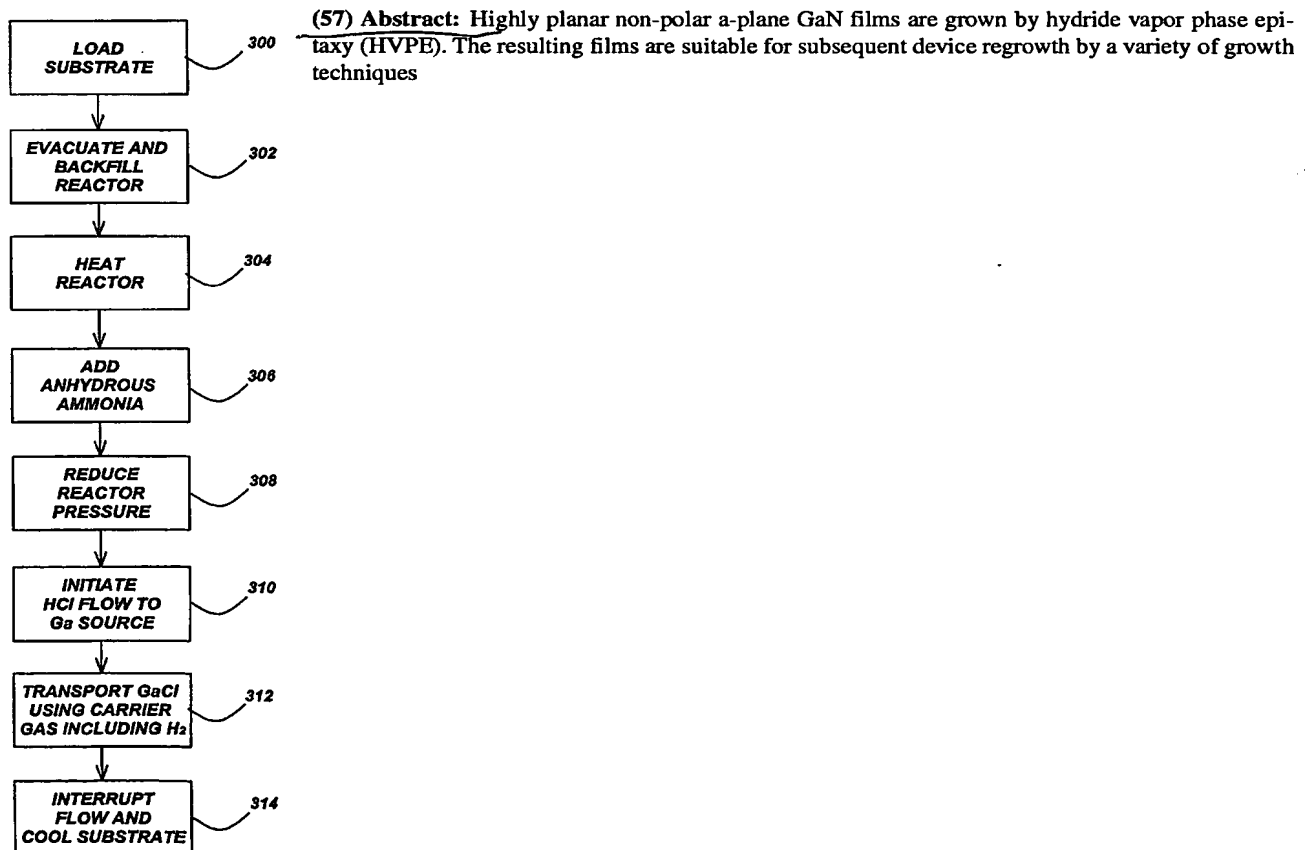 (57) Abstract: Highly planar non-polar a-plane GaN films are grown by hydride vapor phase epi-
taxy (HVPE). The resulting films are suitable for subsequent device regrowth by a variety of growth
techniques
LOAD
SUBSTRATE
300
EVACUATE AND
BACKFILL
REACTOR
302
HEAT
REACTOR
304
ADD
ANHYDROUS
AMMONIA
306
REDUCE
REACTOR
PRESSURE
308
INITIATE
HCl FLOW TO
Ga SOURCE
310
TRANSPORT GaCl
USING CARRIER
GAS INCLUDING H₂
312
INTERRUPT
FLOW AND
COOL SUBSTRATE
314